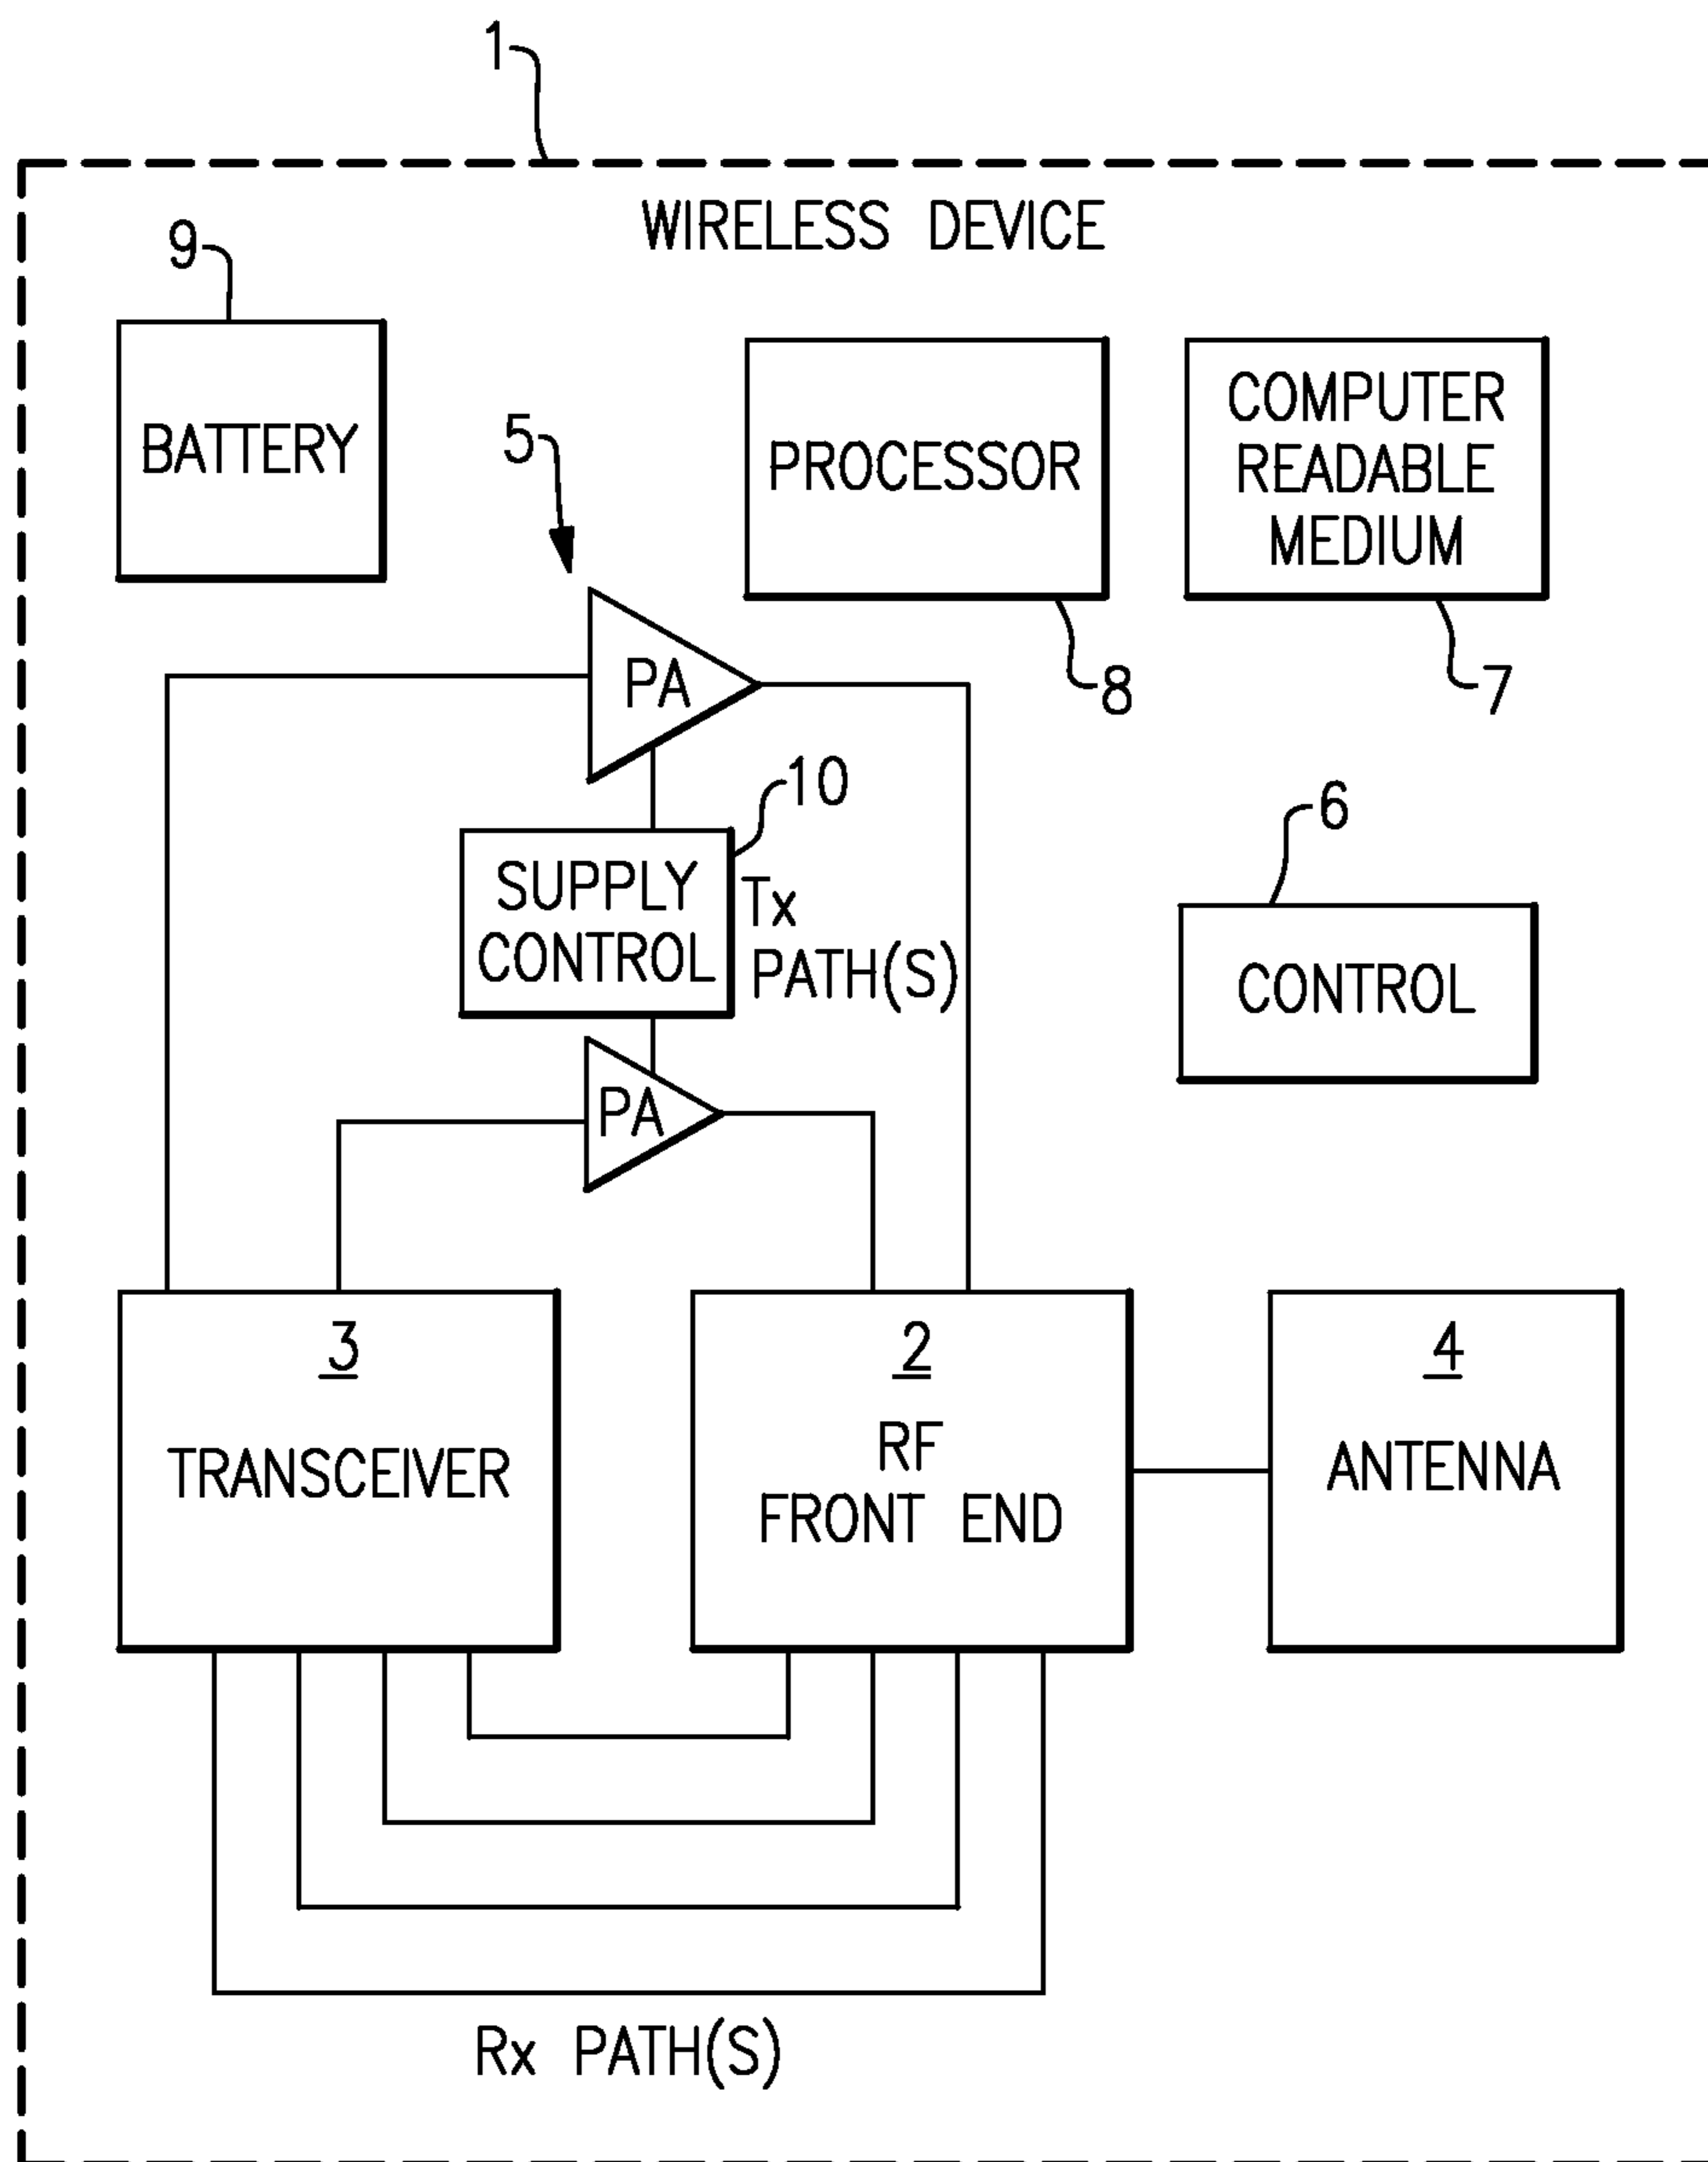 1
WIRELESS DEVICE
9
BATTERY
5
PROCESSOR
8
COMPUTER
READABLE
MEDIUM
7
PA
10
SUPPLY
CONTROL
Tx
PATH(S)
6
CONTROL
PA
3
TRANSCEIVER
2
RF
FRONT END
4
ANTENNA
Rx PATH(S)